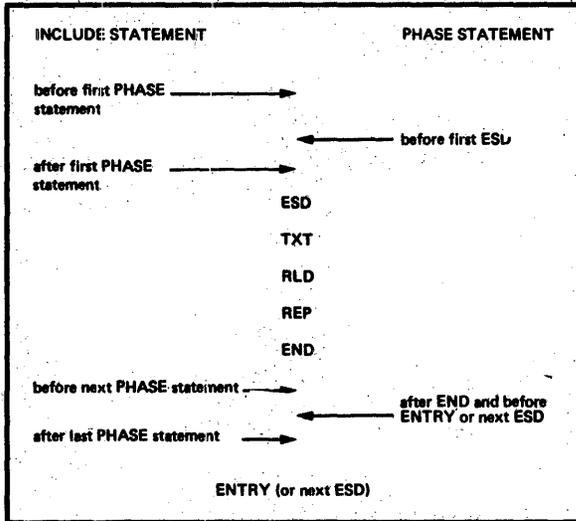 INCLUDE STATEMENT
PHASE STATEMENT
before first PHASE
statement
before first ESD
after first PHASE
statement
ESD
TXT
RLD
REP
END
before next PHASE statement
after END and before
ENTRY or next ESD
after last PHASE statement
ENTRY (or next ESD)